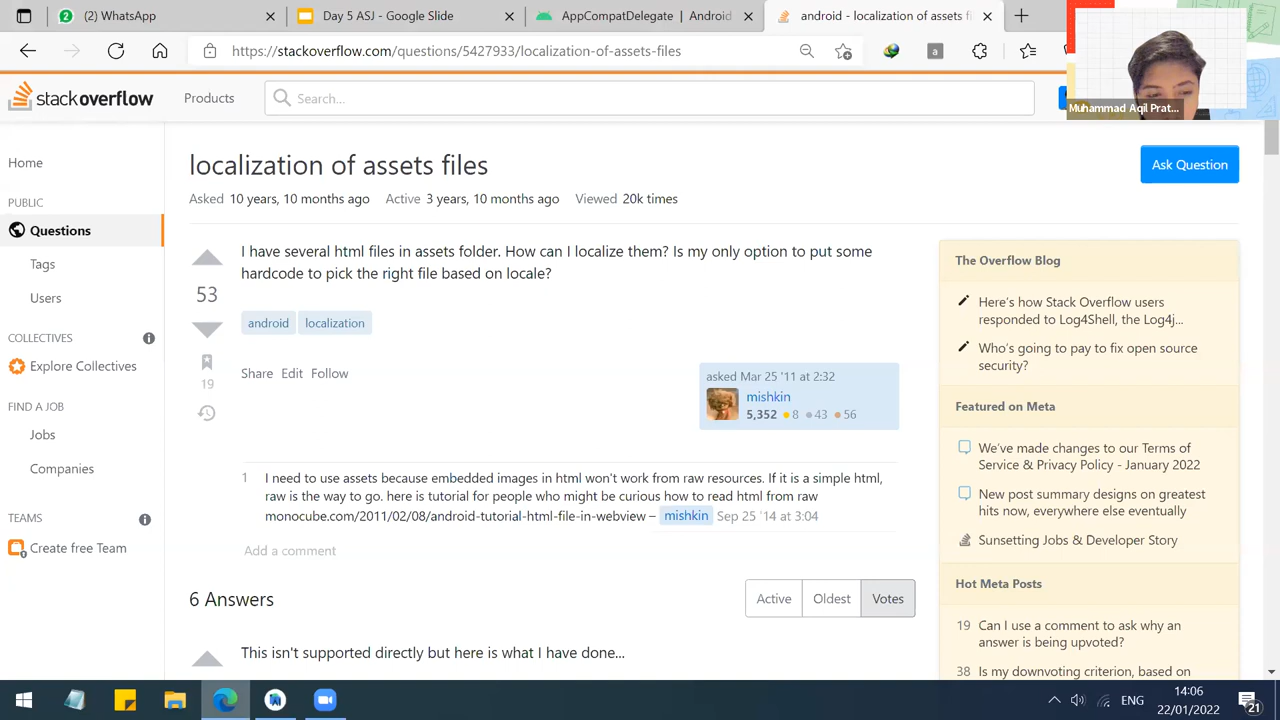 (2) WhatsApp
Day 5 ASI - Google Slide
AppCompatDelegate | Android
android - localization of assets f
https://stackoverflow.com/questions/5427933/localization-of-assets-files
a
stackoverflow
Products
Search...
Muhammad Aqil Prat...
Home
PUBLIC
Questions
Tags
Users
COLLECTIVES
Explore Collectives
FIND A JOB
Jobs
Companies
TEAMS
Create free Team
localization of assets files
Ask Question
Asked 10 years, 10 months ago Active 3 years, 10 months ago Viewed 20k times
I have several html files in assets folder. How can I localize them? Is my only option to put some
hardcode to pick the right file based on locale?
53
android localization
19
Share Edit Follow
asked Mar 25 '11 at 2:32
mishkin
5,352 8 43 56
1 I need to use assets because embedded images in html won't work from raw resources. If it is a simple html,
raw is the way to go. here is tutorial for people who might be curious how to read html from raw
monocube.com/2011/02/08/android-tutorial-html-file-in-webview – mishkin Sep 25 '14 at 3:04
Add a comment
6 Answers
Active Oldest Votes
This isn't supported directly but here is what I have done...
The Overflow Blog
Here's how Stack Overflow users
responded to Log4Shell, the Log4j...
Who's going to pay to fix open source
security?
Featured on Meta
We've made changes to our Terms of
Service & Privacy Policy - January 2022
New post summary designs on greatest
hits now, everywhere else eventually
Sunsetting Jobs & Developer Story
Hot Meta Posts
19 Can I use a comment to ask why an
answer is being upvoted?
38 Is my downvoting criterion, based on
ENG
14:06
22/01/2022
21